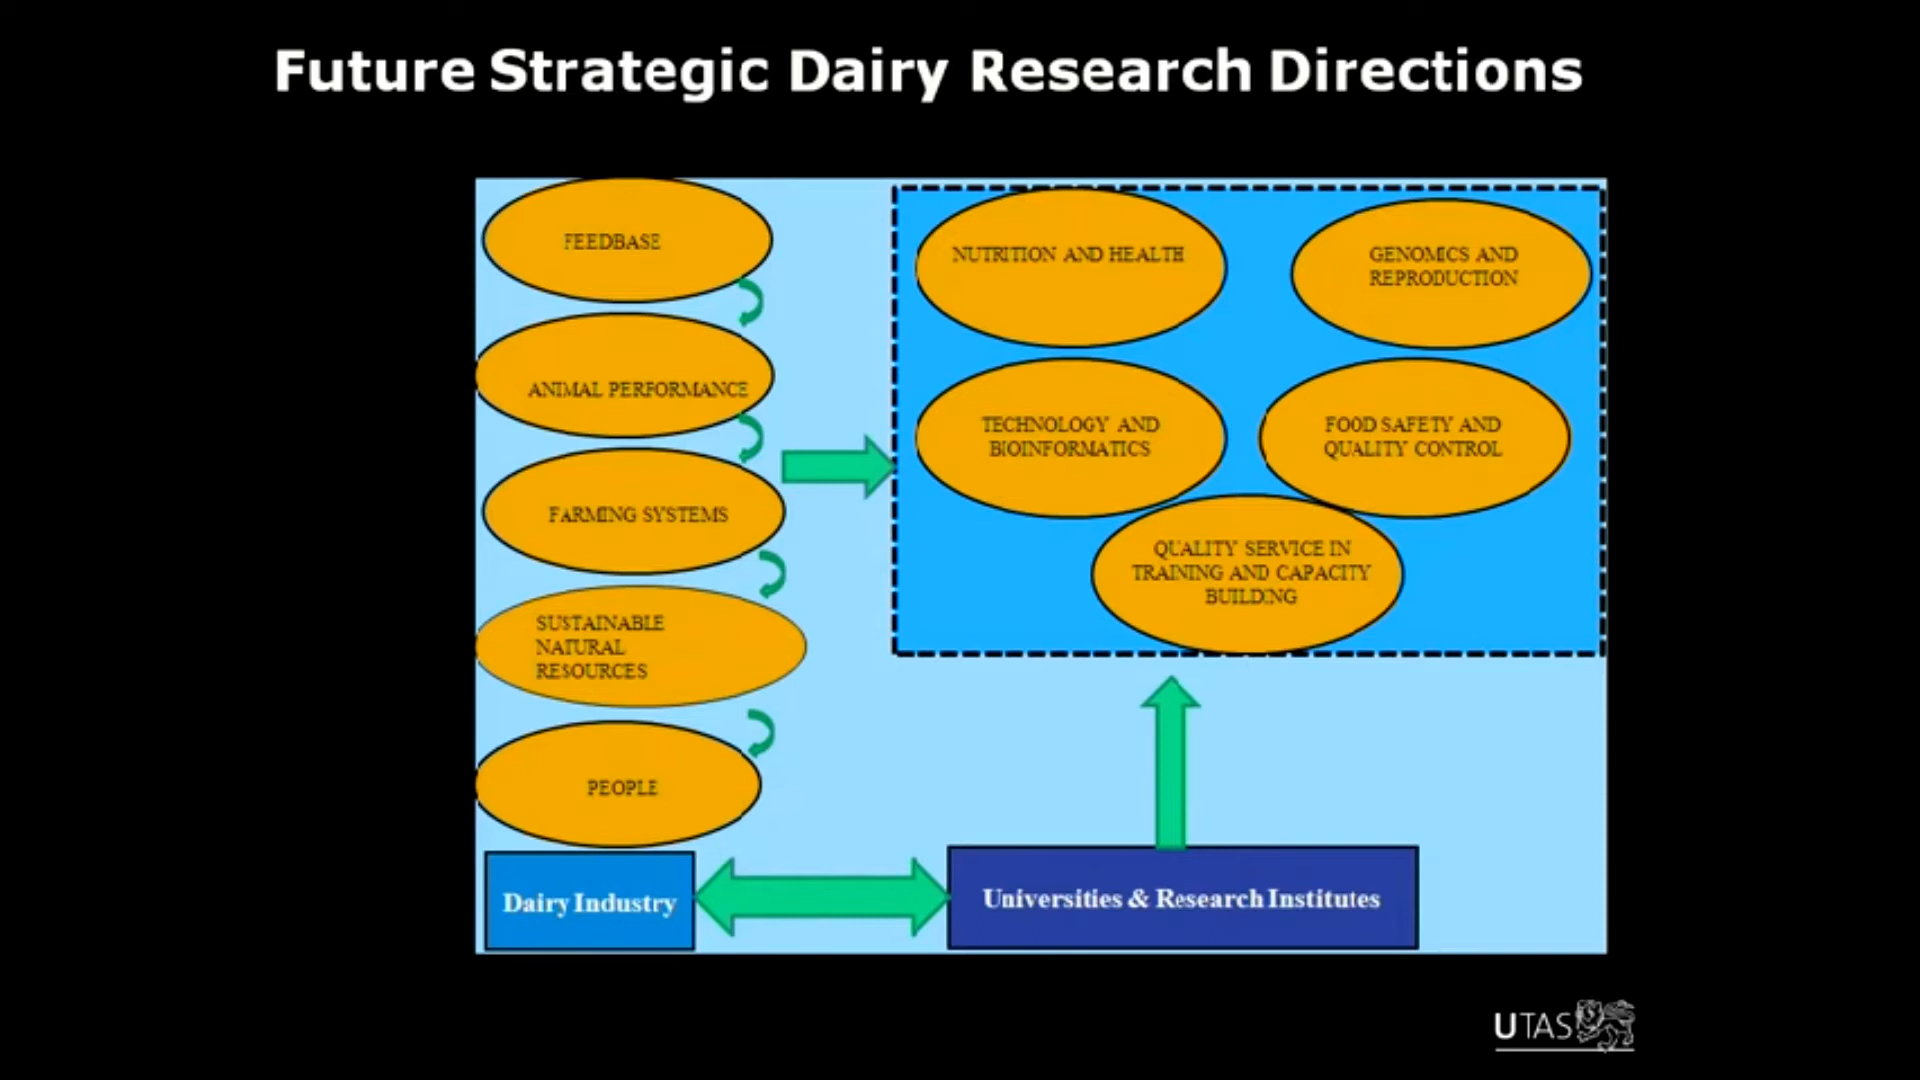 Future Strategic Dairy Research Directions
FEEDBASE
ANIMAL PERFORMANCE
FARMING SYSTEMS
SUSTAINABLE
NATURAL
RESOURCES
PEOPLE
Dairy Industry
NUTRITION AND HEALTH
GENOMICS AND
REPRODUCTION
TECHNOLOGY AND
BIOINFORMATICS
FOOD SAFETY AND
QUALITY CONTROL
QUALITY SERVICE IN
TRAINING AND CAPACITY
BUILDING
Universities & Research Institutes
UTAS